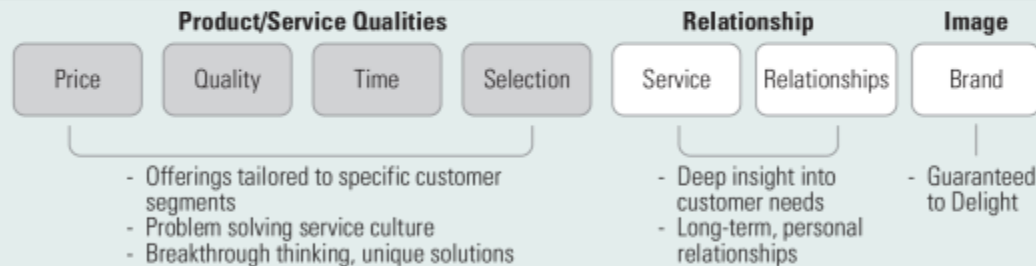 Product/Service Qualities
Relationship
Image
Price
Quality
Time
Selection
Service
Relationships
Brand
- Offerings tailored to specific customer
segments
- Problem solving service culture
- Breakthrough thinking, unique solutions
- Deep insight into
customer needs
- Long-term, personal
relationships
- Guaranteed
to Delight